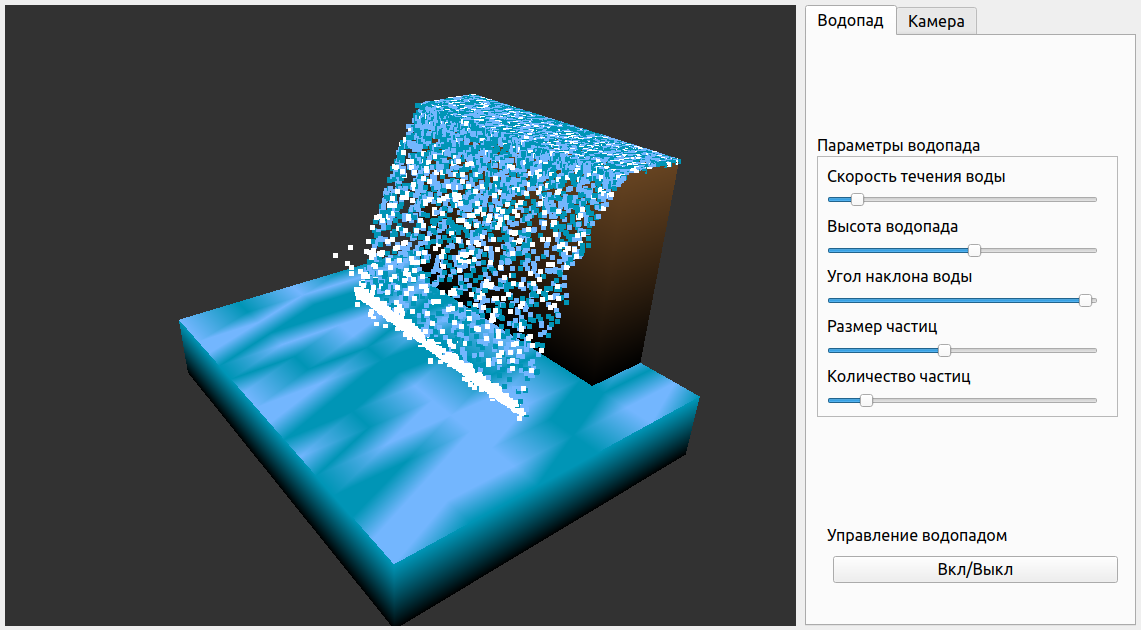 Водопад
Камера
Параметры водопада
Скорость течения воды
Высота водопада
Угол наклона воды
Размер частиц
Количество частиц
Управление водопадом
Вкл/Выкл